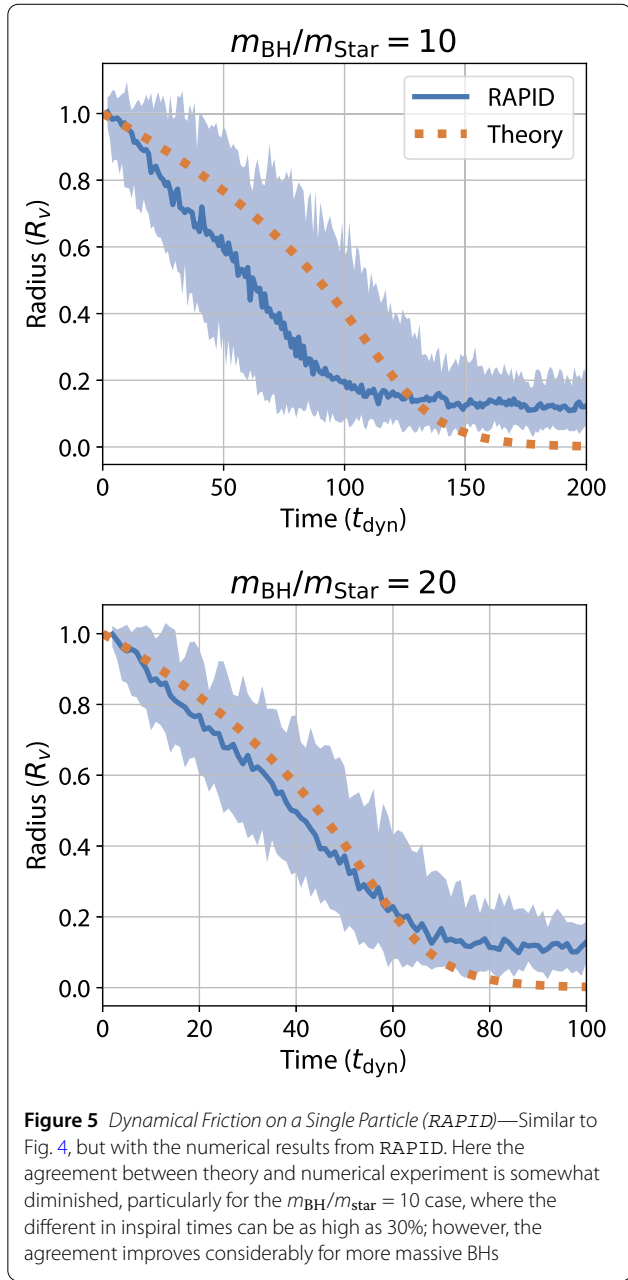 m_BH/m_Star = 10
RAPID
Theory
Radius (R_v)
1.0
0.8
0.6
0.4
0.2
0.0
0 50 100 150 200
Time (t_dyn)
m_BH/m_Star = 20
Radius (R_v)
1.0
0.8
0.6
0.4
0.2
0.0
0 20 40 60 80 100
Time (t_dyn)
Figure 5 Dynamical Friction on a Single Particle (RAPID)—Similar to
Fig. 4, but with the numerical results from RAPID. Here the
agreement between theory and numerical experiment is somewhat
diminished, particularly for the m_BH/m_star = 10 case, where the
different in inspiral times can be as high as 30%; however, the
agreement improves considerably for more massive BHs